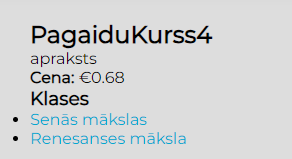 PagaiduKurss4
apraksts
Cena: €0.68
Klases
Senās mākslas
Renesanses māksla